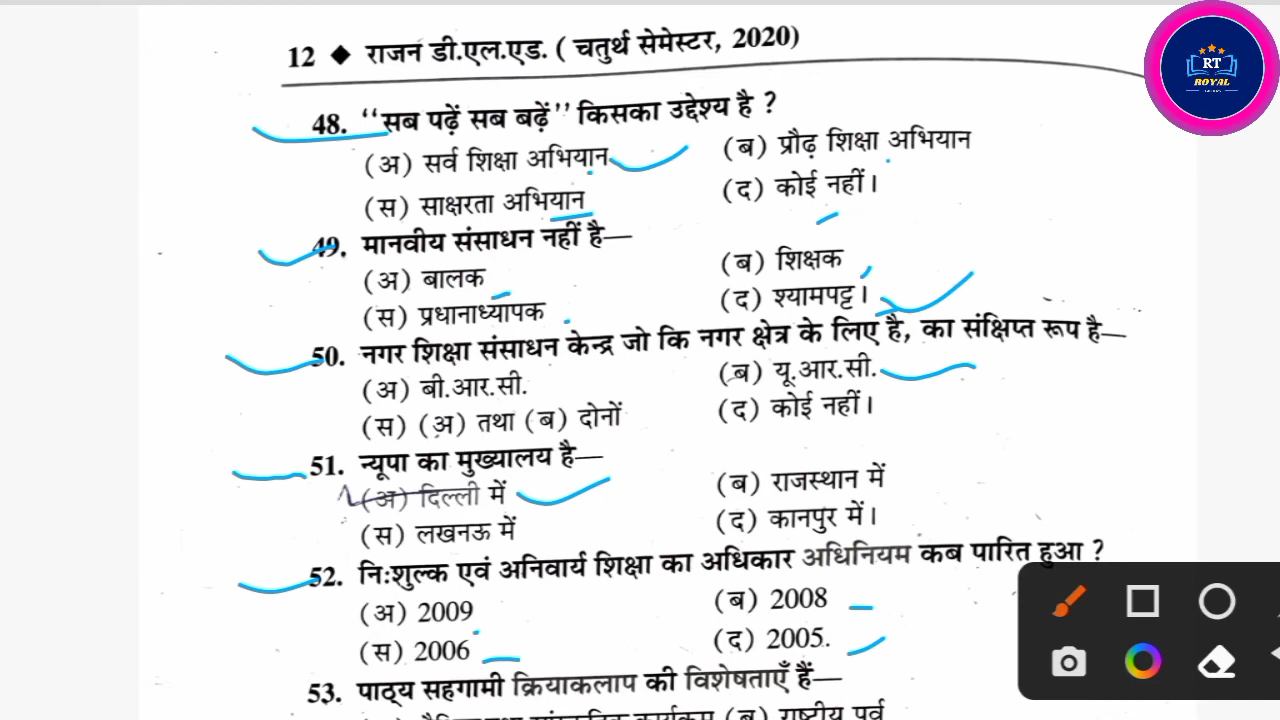 12 ◆ राजन डी.एल.एड. ( चतुर्थ सेमेस्टर, 2020)
RT
ROYAL
48. ‘‘सब पढ़ें सब बढ़ें’’ किसका उद्देश्य है ?
(अ) सर्व शिक्षा अभियान (ब) प्रौढ़ शिक्षा अभियान
(स) साक्षरता अभियान (द) कोई नहीं।
49. मानवीय संसाधन नहीं है—
(अ) बालक (ब) शिक्षक
(स) प्रधानाध्यापक (द) श्यामपट्ट।
50. नगर शिक्षा संसाधन केन्द्र जो कि नगर क्षेत्र के लिए है, का संक्षिप्त रूप है—
(अ) बी.आर.सी. (ब) यू.आर.सी.
(स) (अ) तथा (ब) दोनों (द) कोई नहीं।
51. न्यूपा का मुख्यालय है—
(अ) दिल्ली में (ब) राजस्थान में
(स) लखनऊ में (द) कानपुर में।
52. निःशुल्क एवं अनिवार्य शिक्षा का अधिकार अधिनियम कब पारित हुआ ?
(अ) 2009 (ब) 2008
(स) 2006 (द) 2005.
53. पाठ्य सहगामी क्रियाकलाप की विशेषताएँ हैं—
कार्यक्रम (ब) राष्ट्रीय पर्व